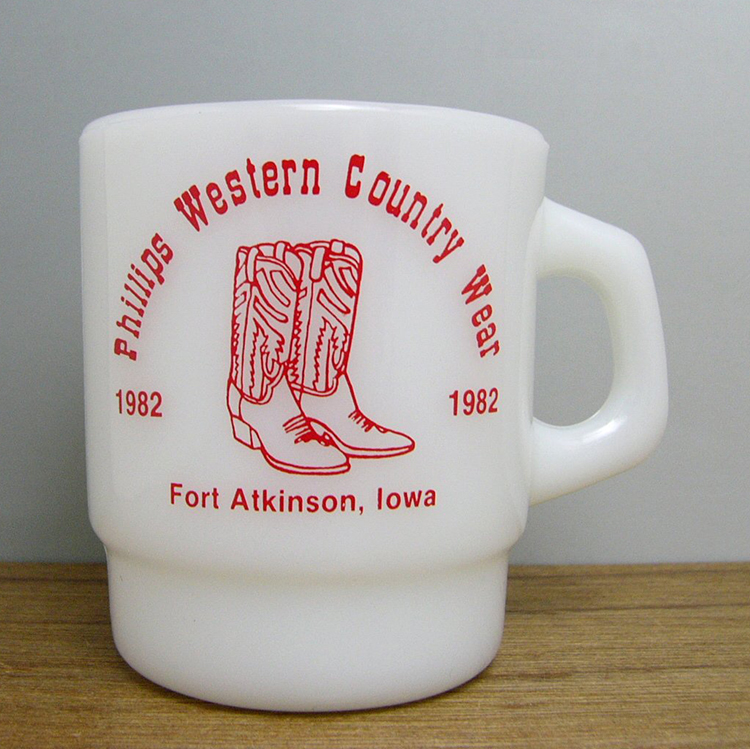 Phillips Western Country Wear
1982
1982
Fort Atkinson, Iowa